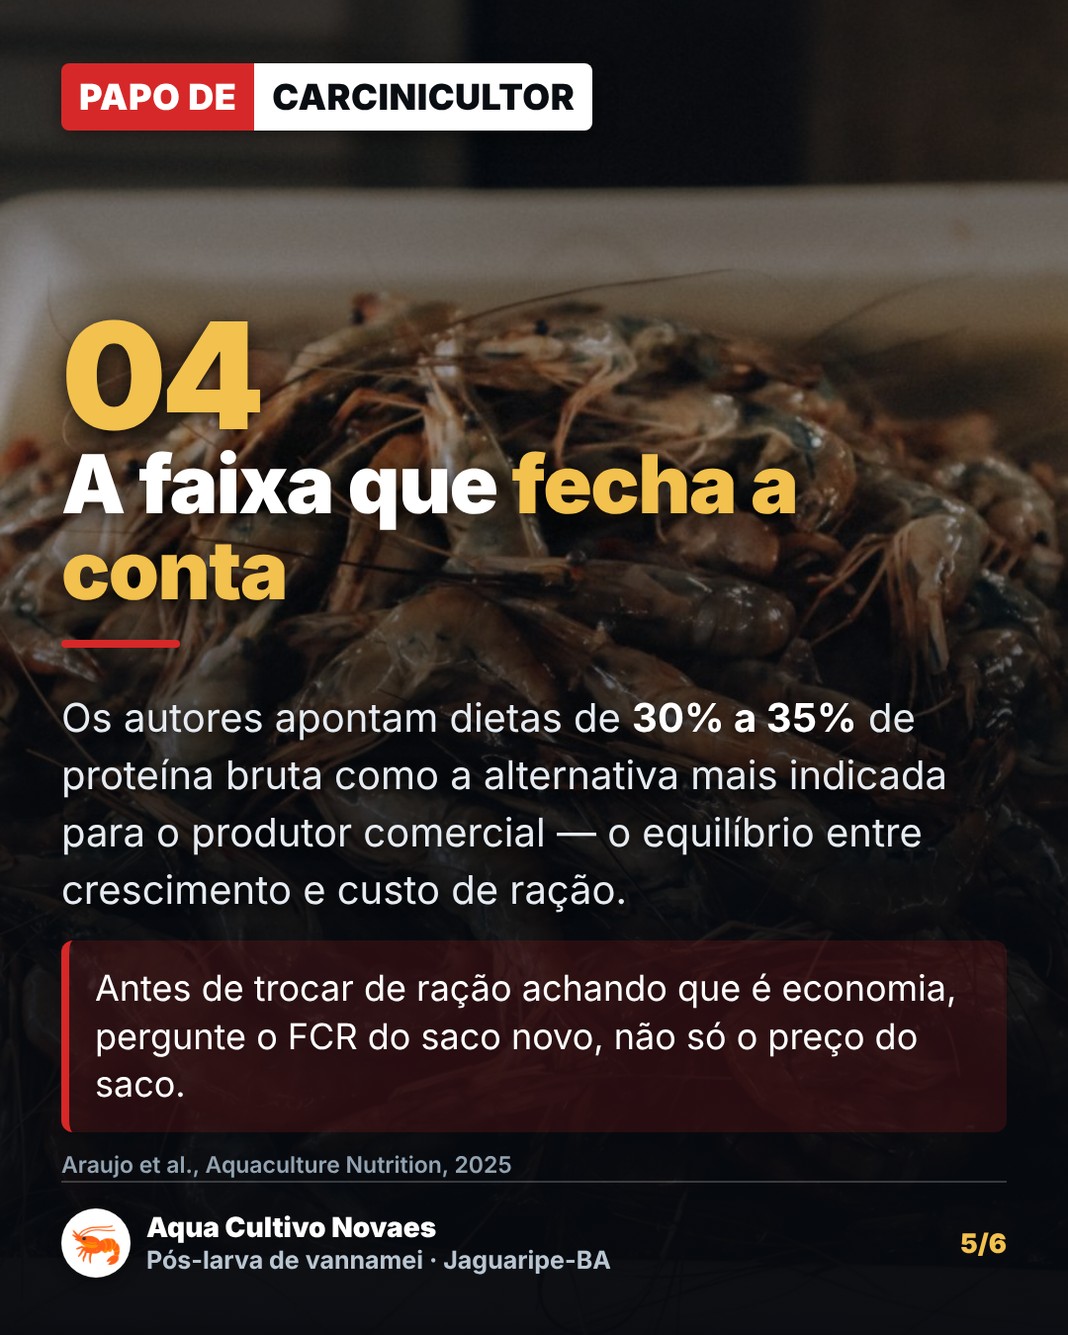 PAPO DE CARCINICULTOR
04
A faixa que fecha a
conta
Os autores apontam dietas de 30% a 35% de
proteína bruta como a alternativa mais indicada
para o produtor comercial — o equilíbrio entre
crescimento e custo de ração.
Antes de trocar de ração achando que é economia,
pergunte o FCR do saco novo, não só o preço do
saco.
Araujo et al., Aquaculture Nutrition, 2025
Aqua Cultivo Novaes
Pós-larva de vannamei · Jaguaripe-BA
5/6